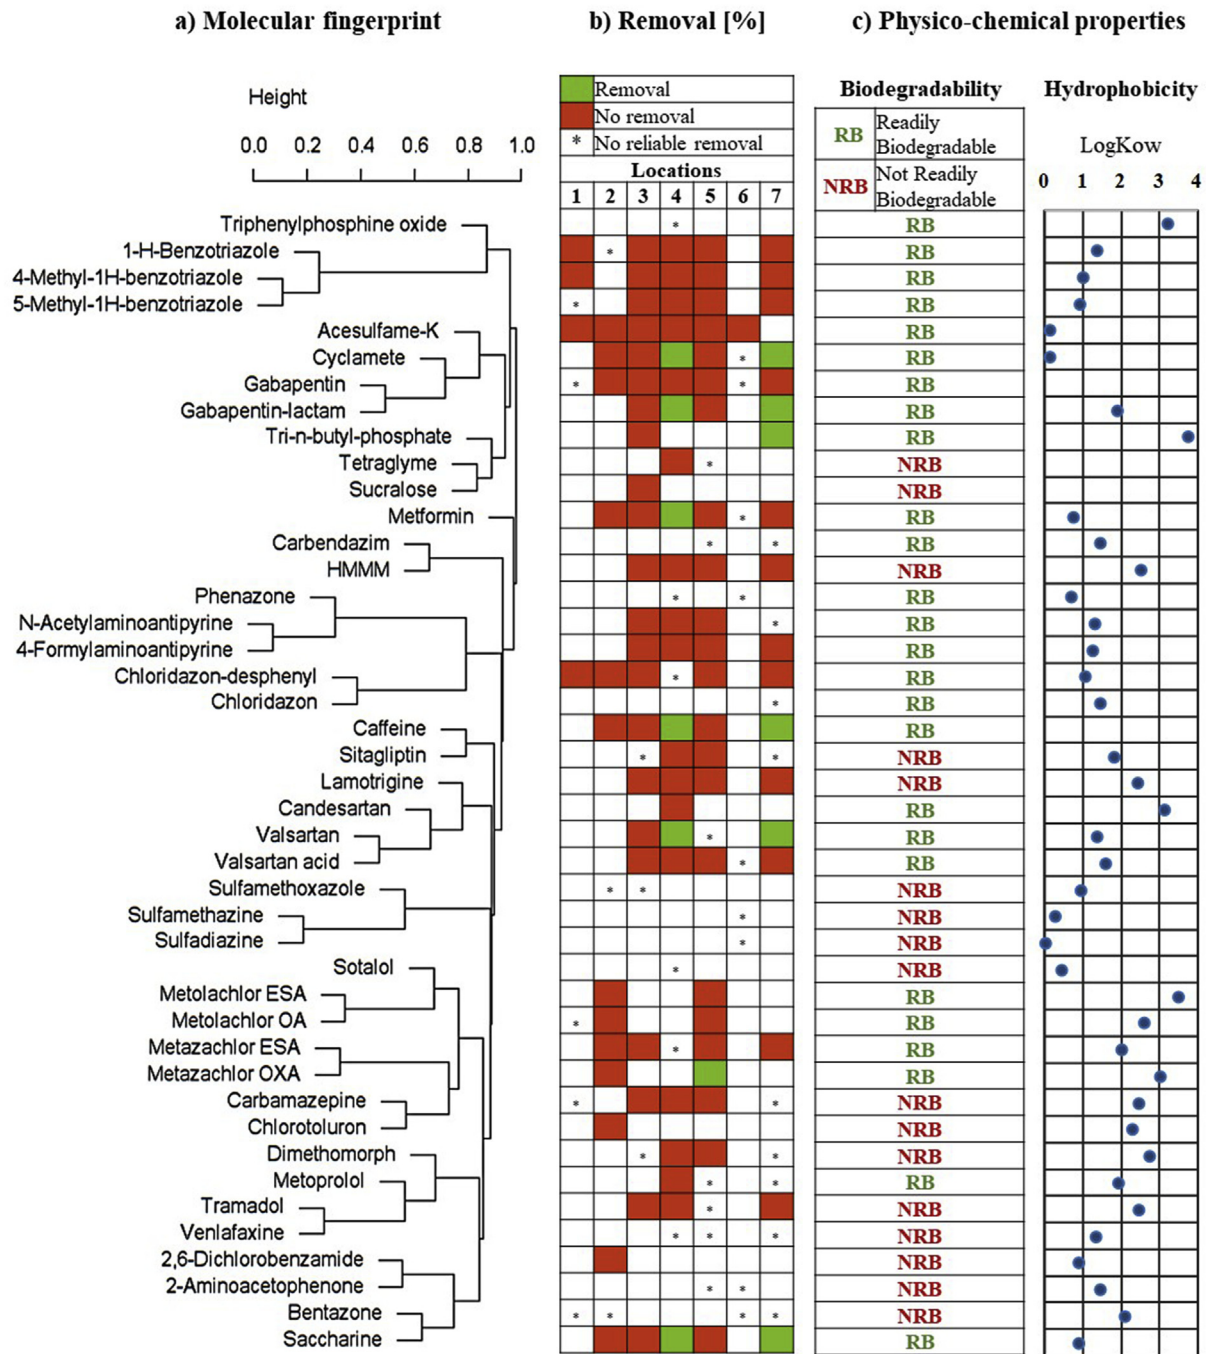 a) Molecular fingerprint
b) Removal [%]
c) Physico-chemical properties
Height
0.0 0.2 0.4 0.6 0.8 1.0
Removal
No removal
* No reliable removal
Locations
1 2 3 4 5 6 7
Biodegradability
RB Readily
Biodegradable
NRB Not Readily
Biodegradable
Hydrophobicity
LogKow
0 1 2 3 4
Triphenylphosphine oxide * RB
1-H-Benzotriazole * RB
4-Methyl-1H-benzotriazole RB
5-Methyl-1H-benzotriazole * RB
Acesulfame-K RB
Cyclamete * RB
Gabapentin * * RB
Gabapentin-lactam RB
Tri-n-butyl-phosphate RB
Tetraglyme * NRB
Sucralose NRB
Metformin * RB
Carbendazim * * RB
HMMM NRB
Phenazone * * RB
N-Acetylaminoantipyrine * RB
4-Formylaminoantipyrine RB
Chloridazon-desphenyl * RB
Chloridazon * RB
Caffeine RB
Sitagliptin * * NRB
Lamotrigine NRB
Candesartan RB
Valsartan * RB
Valsartan acid * RB
Sulfamethoxazole * * NRB
Sulfamethazine * NRB
Sulfadiazine * NRB
Sotalol * NRB
Metolachlor ESA RB
Metolachlor OA * RB
Metazachlor ESA * RB
Metazachlor OXA RB
Carbamazepine * * NRB
Chlorotoluron NRB
Dimethomorph * * NRB
Metoprolol * * RB
Tramadol * NRB
Venlafaxine * * * NRB
2,6-Dichlorobenzamide NRB
2-Aminoacetophenone * * NRB
Bentazone * * * * NRB
Saccharine RB